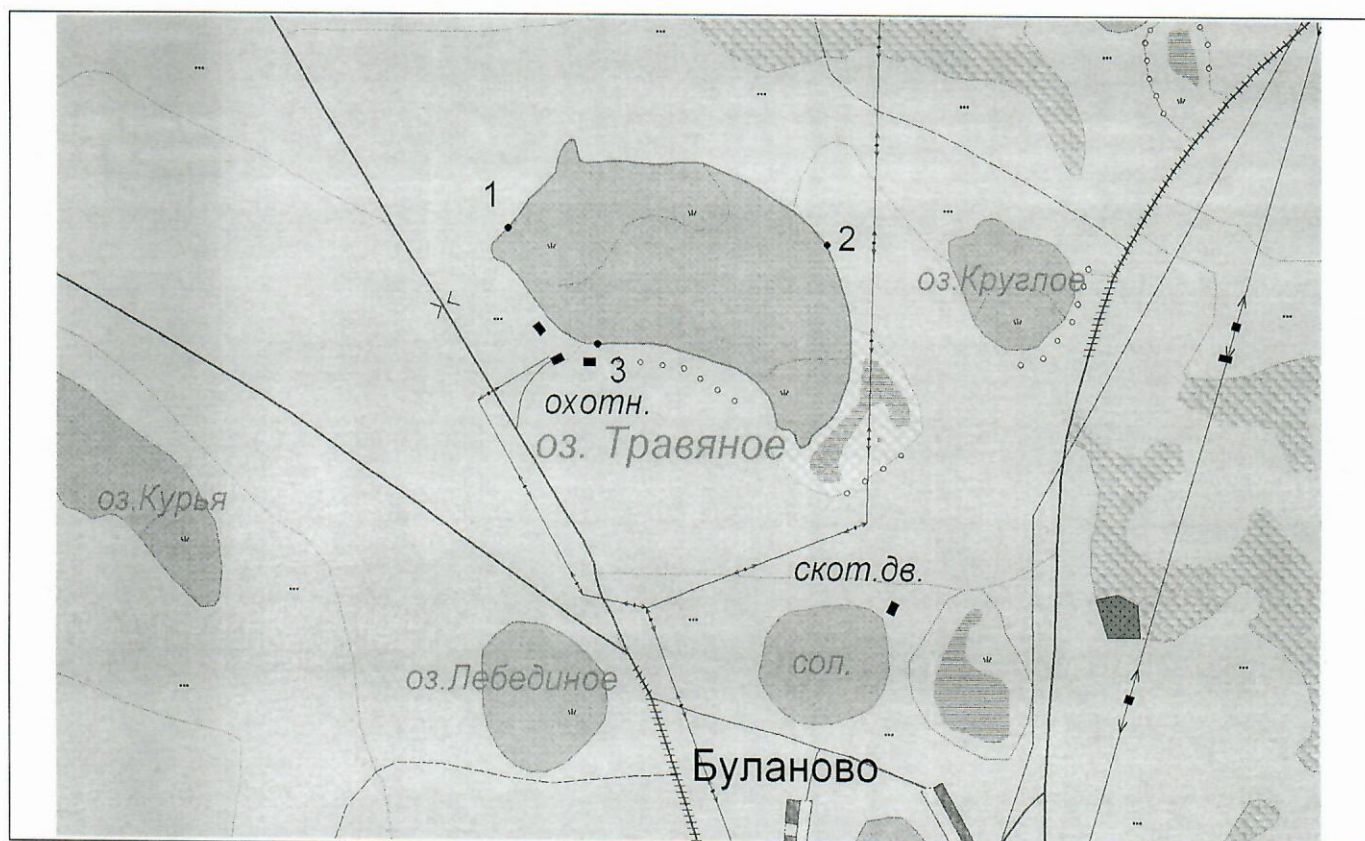 1
2
оз.Круглое
3
охотн.
оз. Травяное
оз.Курья
скот.дв.
оз.Лебединое
сол.
Буланово